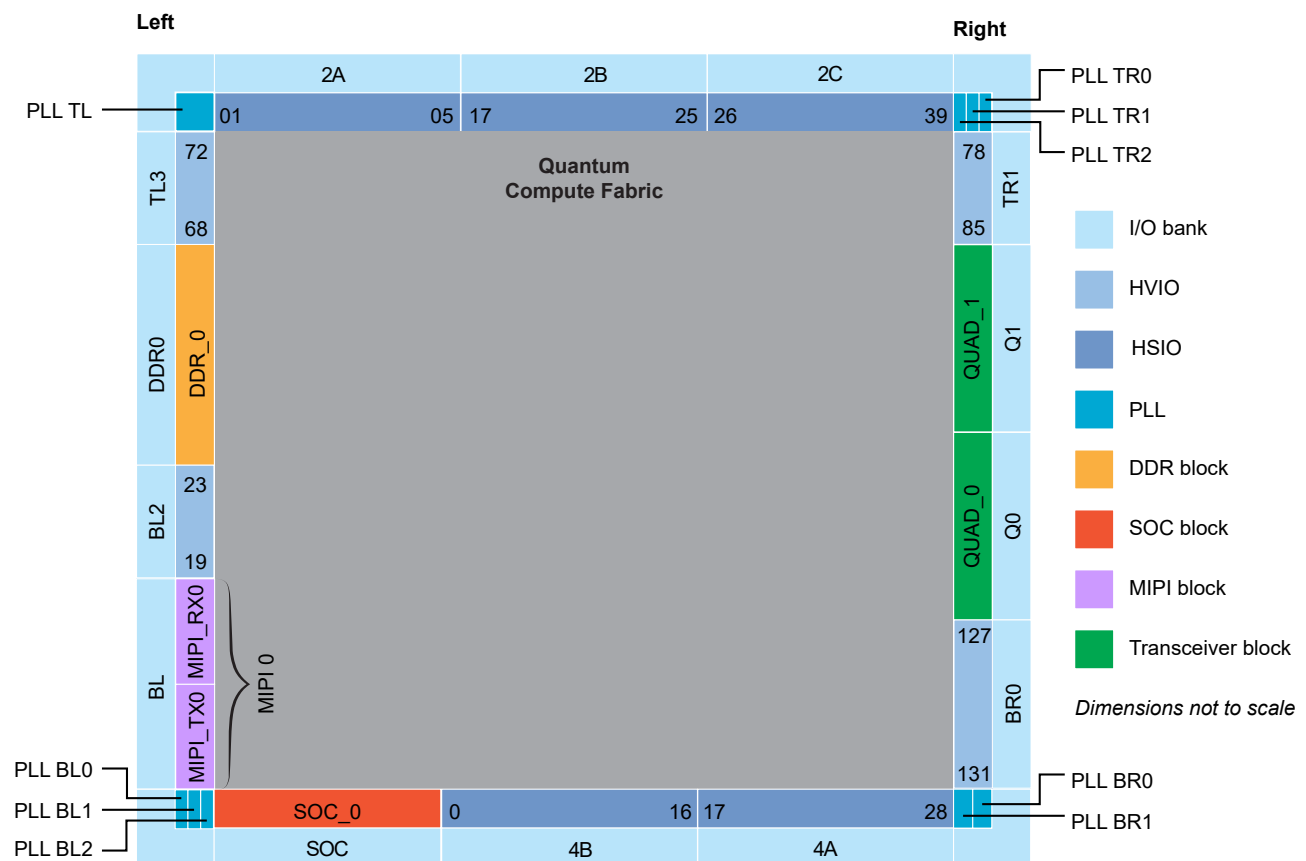 Left
Right
2A
2B
2C
PLL TR0
PLL TL
01
05
17
25
26
39
PLL TR1
PLL TR2
TL3
72
68
Quantum
Compute Fabric
78
85
TR1
I/O bank
HVIO
HSIO
PLL
DDR block
SOC block
MIPI block
Transceiver block
Dimensions not to scale
DDR0
DDR_0
QUAD_1
Q1
BL2
23
19
QUAD_0
Q0
BL
MIPI_RX0
MIPI_TX0
MIPI 0
127
131
BR0
PLL BL0
PLL BL1
PLL BL2
SOC_0
0
16
17
28
PLL BR0
PLL BR1
SOC
4B
4A